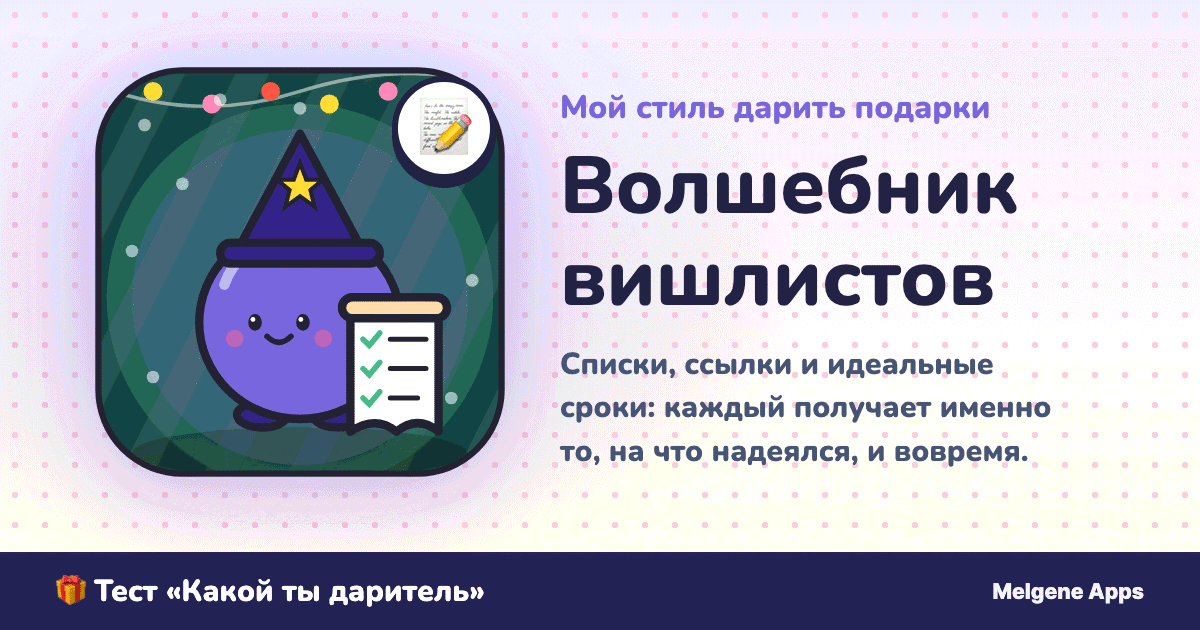 Мой стиль дарить подарки
Волшебник
вишлистов
Списки, ссылки и идеальные
сроки: каждый получает именно
то, на что надеялся, и вовремя.
Тест «Какой ты даритель»
Melgene Apps